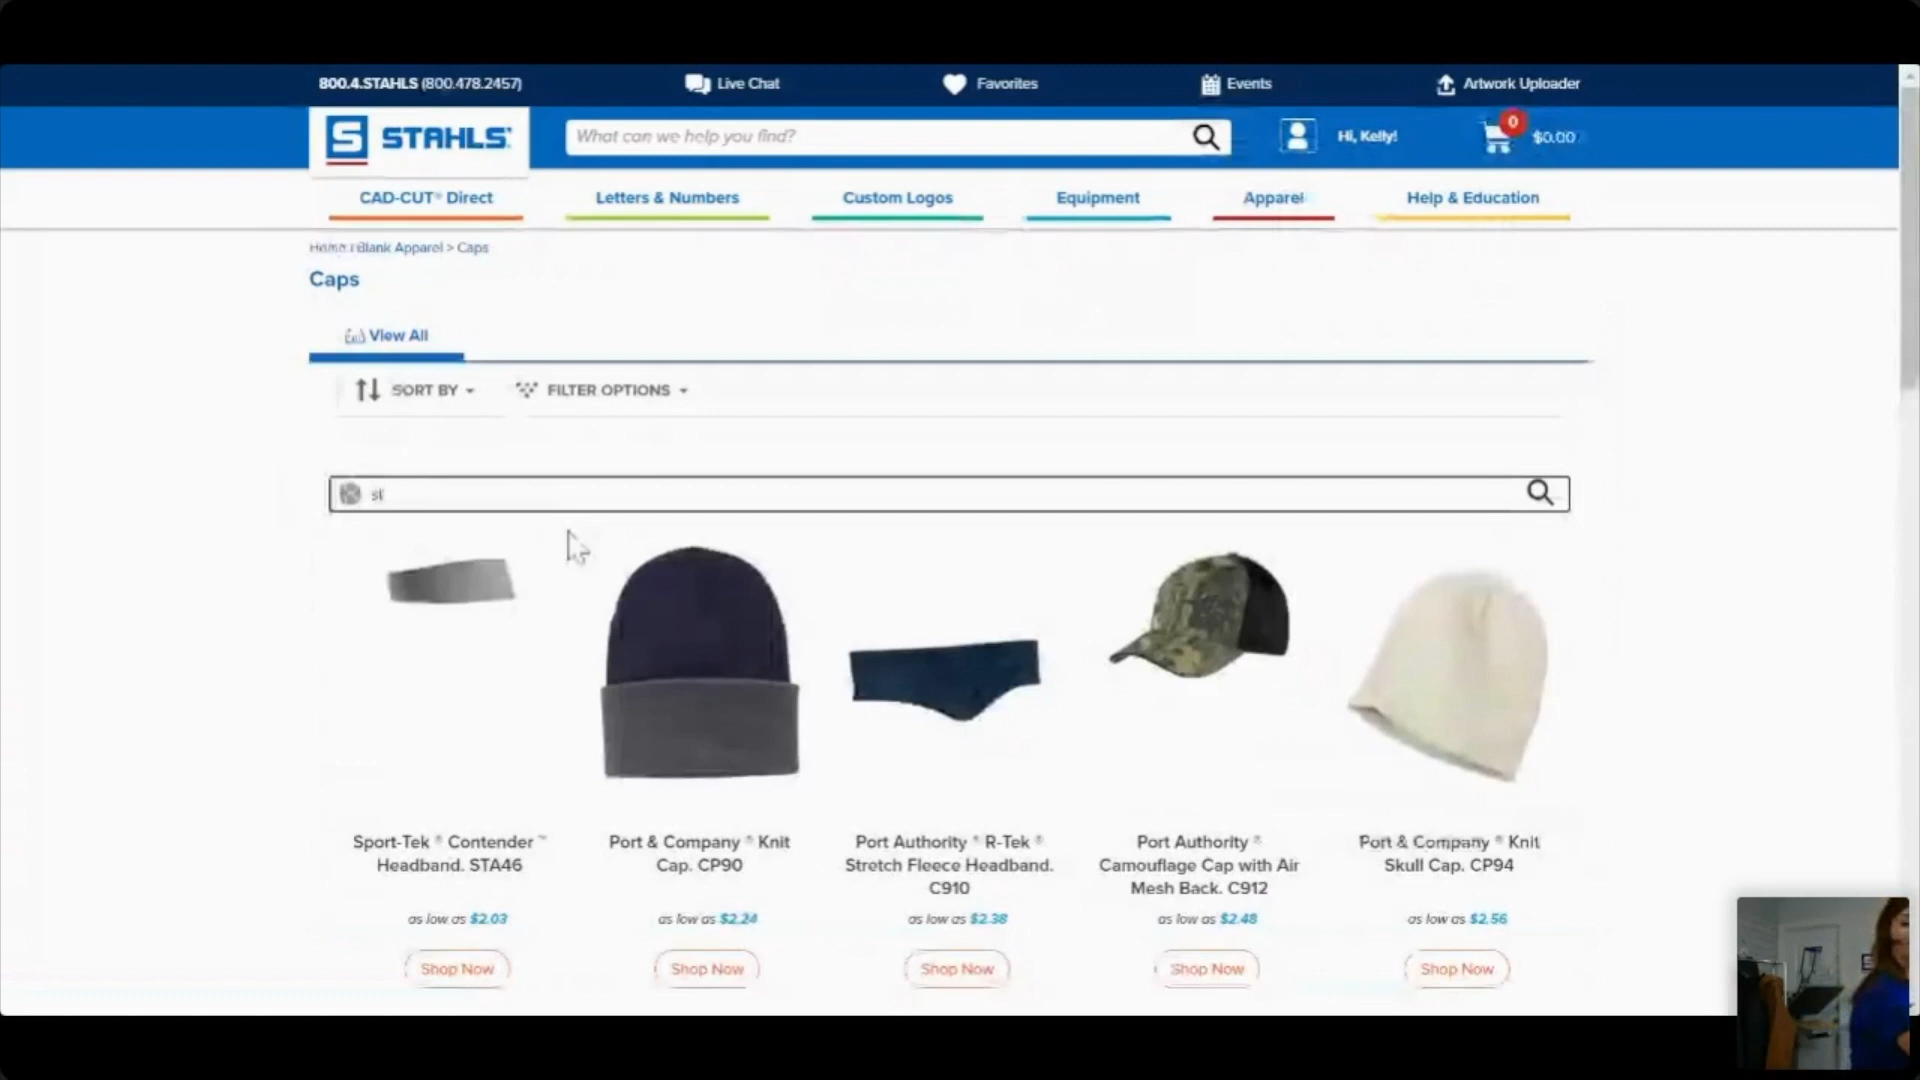 800.4.STAHLS (800.478.2457)
Live Chat
Favorites
Events
Artwork Uploader
S STAHLS'
What can we help you find?
Hi, Kelly!
0
$0.00
CAD-CUT® Direct
Letters & Numbers
Custom Logos
Equipment
Apparel
Help & Education
Home / Blank Apparel > Caps
Caps
View All
SORT BY
FILTER OPTIONS
st
Sport-Tek ® Contender ™
Headband. STA46
as low as $2.03
Shop Now
Port & Company ® Knit
Cap. CP90
as low as $2.24
Shop Now
Port Authority ® R-Tek ®
Stretch Fleece Headband.
C910
as low as $2.38
Shop Now
Port Authority ®
Camouflage Cap with Air
Mesh Back. C912
as low as $2.48
Shop Now
Port & Company ® Knit
Skull Cap. CP94
as low as $2.56
Shop Now